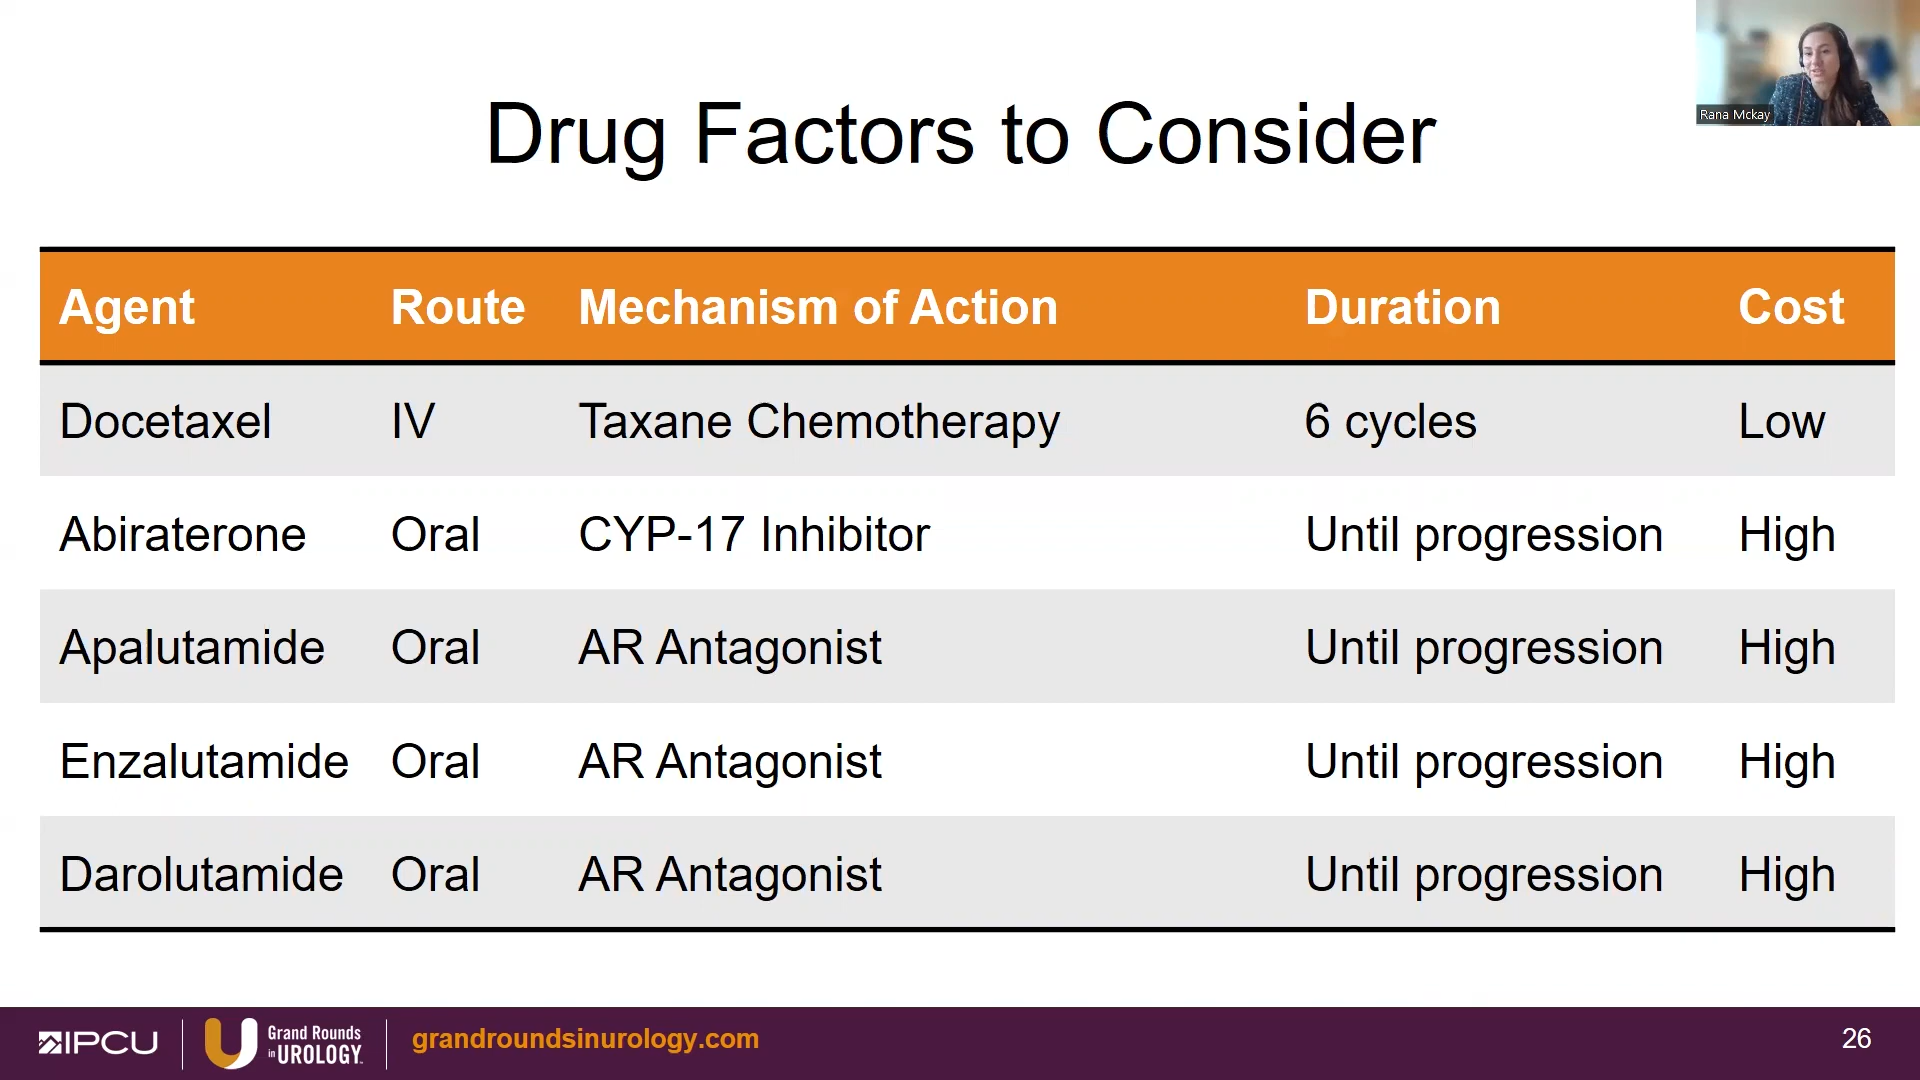 Rana Mckay
Drug Factors to Consider
Agent Route Mechanism of Action Duration Cost
Docetaxel IV Taxane Chemotherapy 6 cycles Low
Abiraterone Oral CYP-17 Inhibitor Until progression High
Apalutamide Oral AR Antagonist Until progression High
Enzalutamide Oral AR Antagonist Until progression High
Darolutamide Oral AR Antagonist Until progression High
IPCU
Grand Rounds
in UROLOGY
grandroundsinurology.com
26